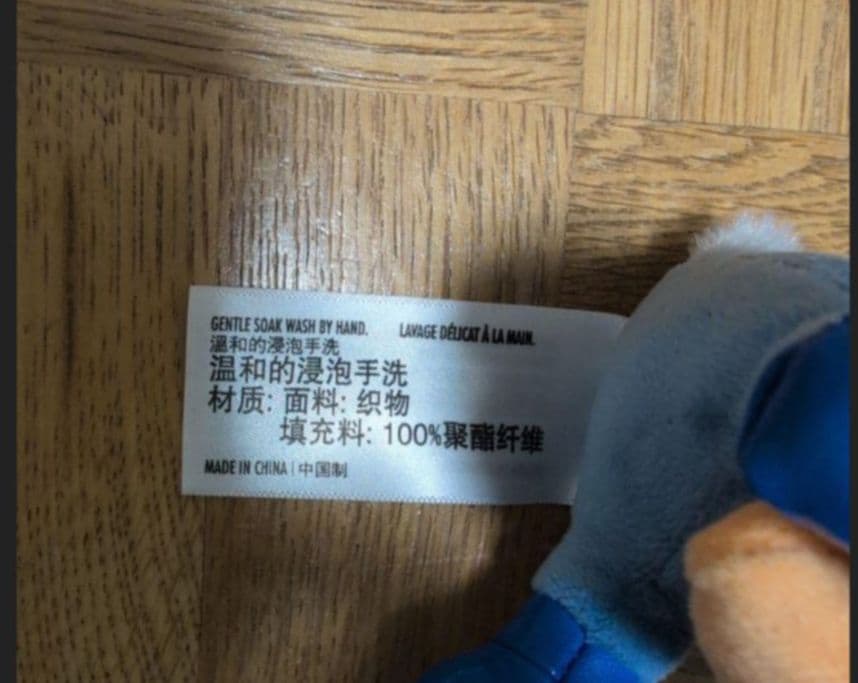 GENTLE SOAK WASH BY HAND. LAVAGE DÉLICAT À LA MAIN.
溫和的浸泡手洗
温和的浸泡手洗
材质: 面料: 织物
填充料: 100%聚酯纤维
MADE IN CHINA | 中国制